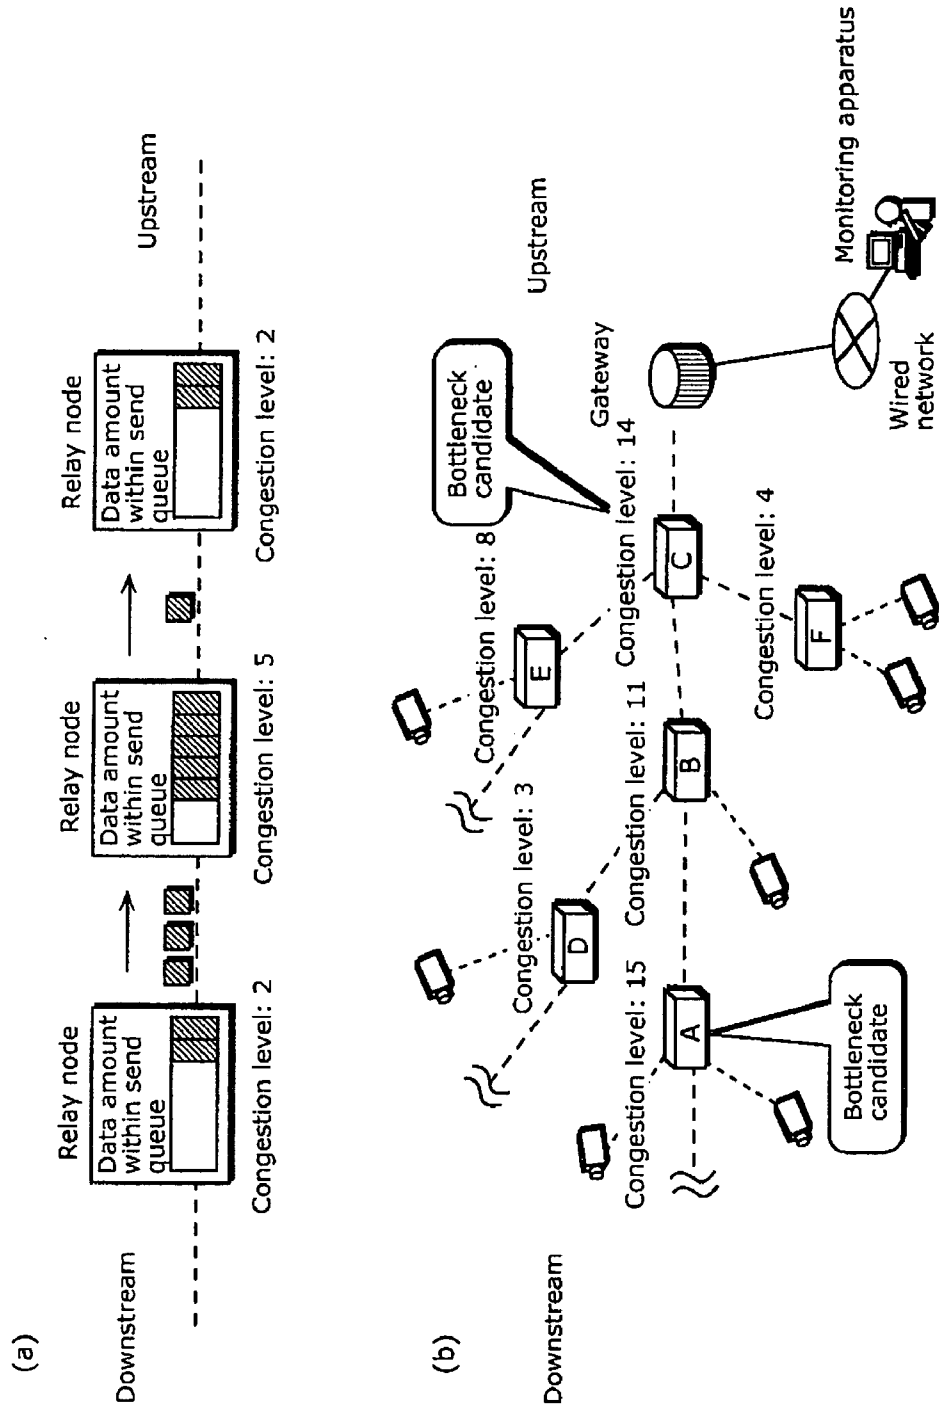 (a)
Downstream
Upstream
Relay node
Data amount
within send
queue
Congestion level: 2
Relay node
Data amount
within send
queue
Congestion level: 5
Relay node
Data amount
within send
queue
Congestion level: 2
(b)
Downstream
Upstream
Bottleneck
candidate
Congestion level: 8
E
Congestion level: 3
D
Congestion level: 15
A
Congestion level: 11
B
Congestion level: 14
C
Gateway
Congestion level: 4
F
Bottleneck
candidate
Wired
network
Monitoring apparatus